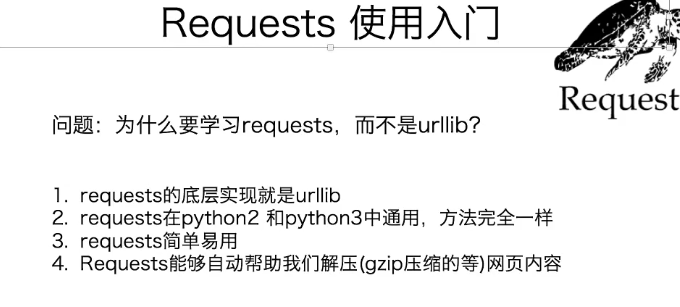 Requests 使用入门
Request
问题：为什么要学习requests，而不是urllib？
1. requests的底层实现就是urllib
2. requests在python2 和python3中通用，方法完全一样
3. requests简单易用
4. Requests能够自动帮助我们解压(gzip压缩的等)网页内容